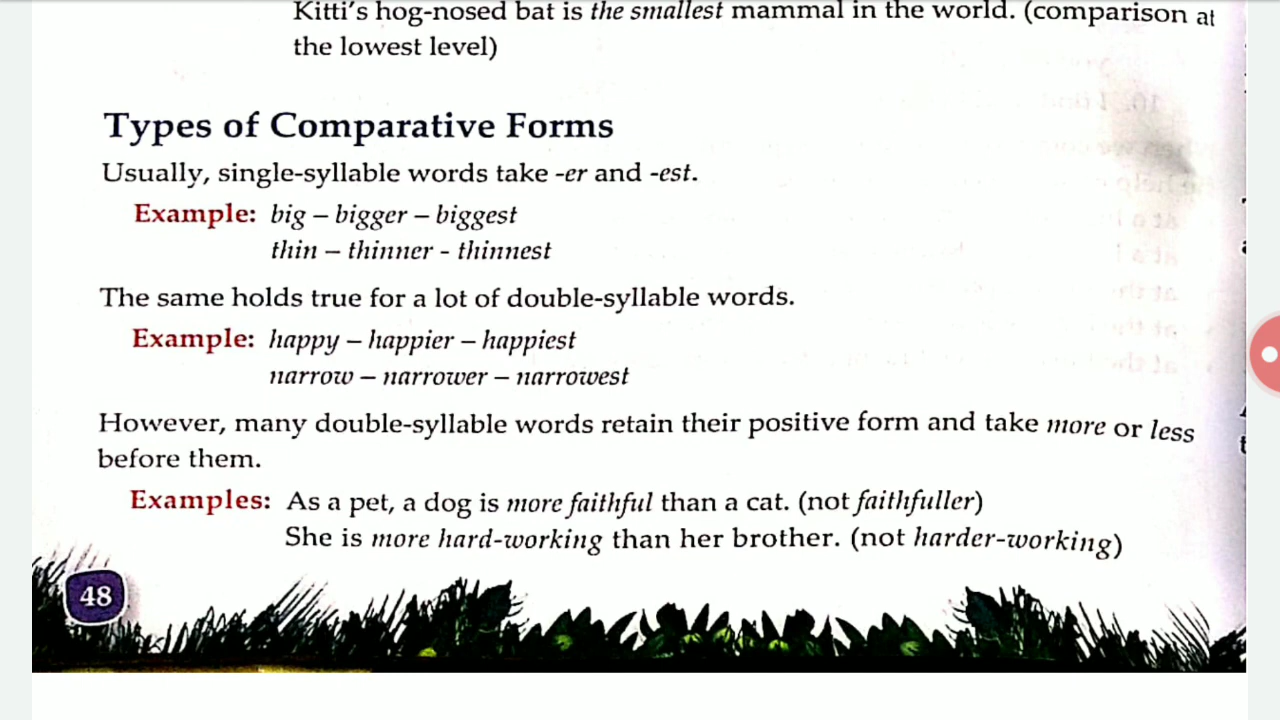 Kitti's hog-nosed bat is the smallest mammal in the world. (comparison at
the lowest level)
Types of Comparative Forms
Usually, single-syllable words take -er and -est.
Example: big – bigger – biggest
thin – thinner - thinnest
The same holds true for a lot of double-syllable words.
Example: happy – happier – happiest
narrow – narrower – narrowest
However, many double-syllable words retain their positive form and take more or less
before them.
Examples: As a pet, a dog is more faithful than a cat. (not faithfuller)
She is more hard-working than her brother. (not harder-working)
48